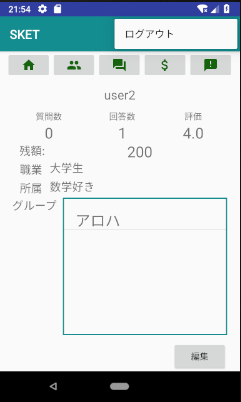 21:54
SKET
ログアウト
$
user2
質問数 回答数 評価
0 1 4.0
残額: 200
職業 大学生
所属 数学好き
グループ
アロハ
編集